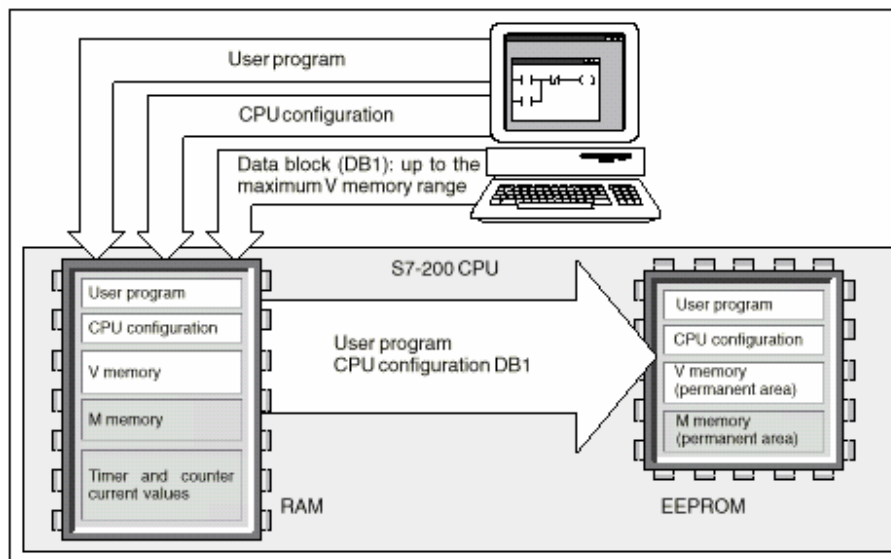 User program
CPU configuration
Data block (DB1): up to the
maximum V memory range
S7-200 CPU
User program
CPU configuration
V memory
M memory
Timer and counter
current values
RAM
User program
CPU configuration DB1
User program
CPU configuration
V memory
(permanent area)
M memory
(permanent area)
EEPROM